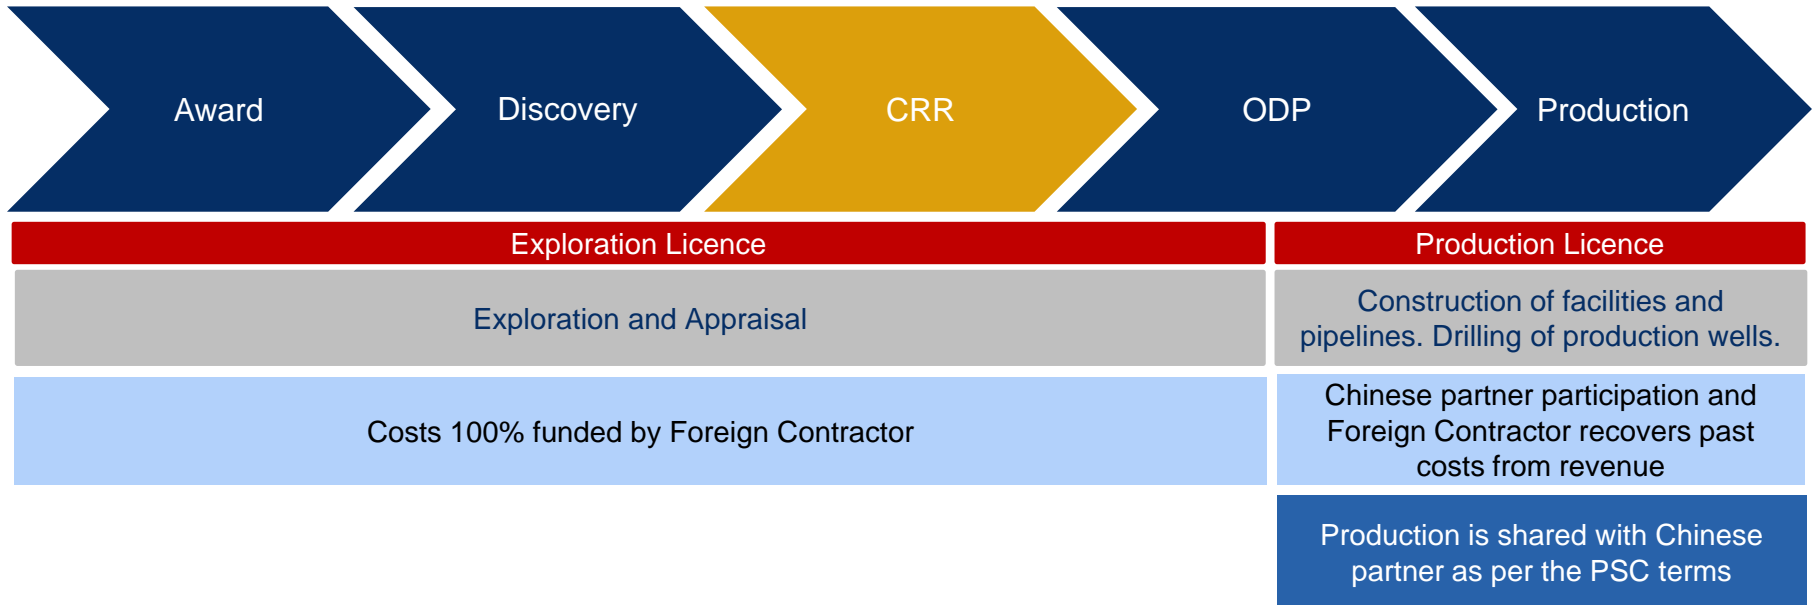 Award
Discovery
CRR
ODP
Production
Exploration Licence
Production Licence
Exploration and Appraisal
Construction of facilities and
pipelines. Drilling of production wells.
Costs 100% funded by Foreign Contractor
Chinese partner participation and
Foreign Contractor recovers past
costs from revenue
Production is shared with Chinese
partner as per the PSC terms